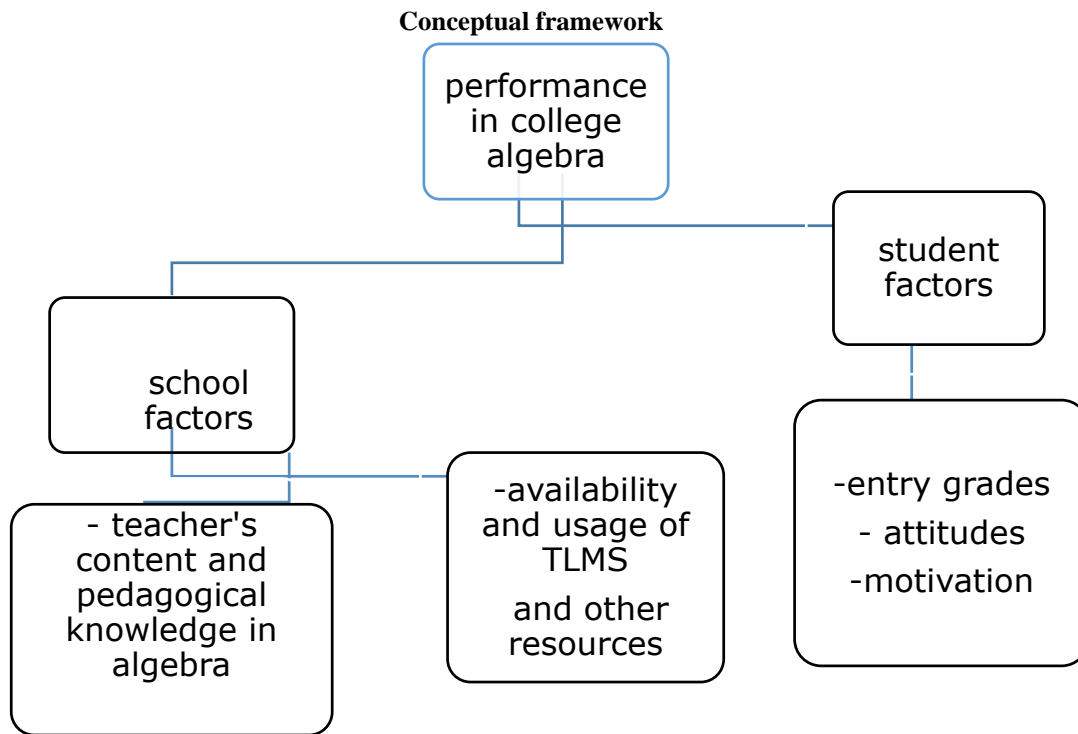 Conceptual framework
performance
in college
algebra
student
factors
school
factors
- teacher's
content and
pedagogical
knowledge in
algebra
-availability
and usage of
TLMS
and other
resources
-entry grades
- attitudes
-motivation